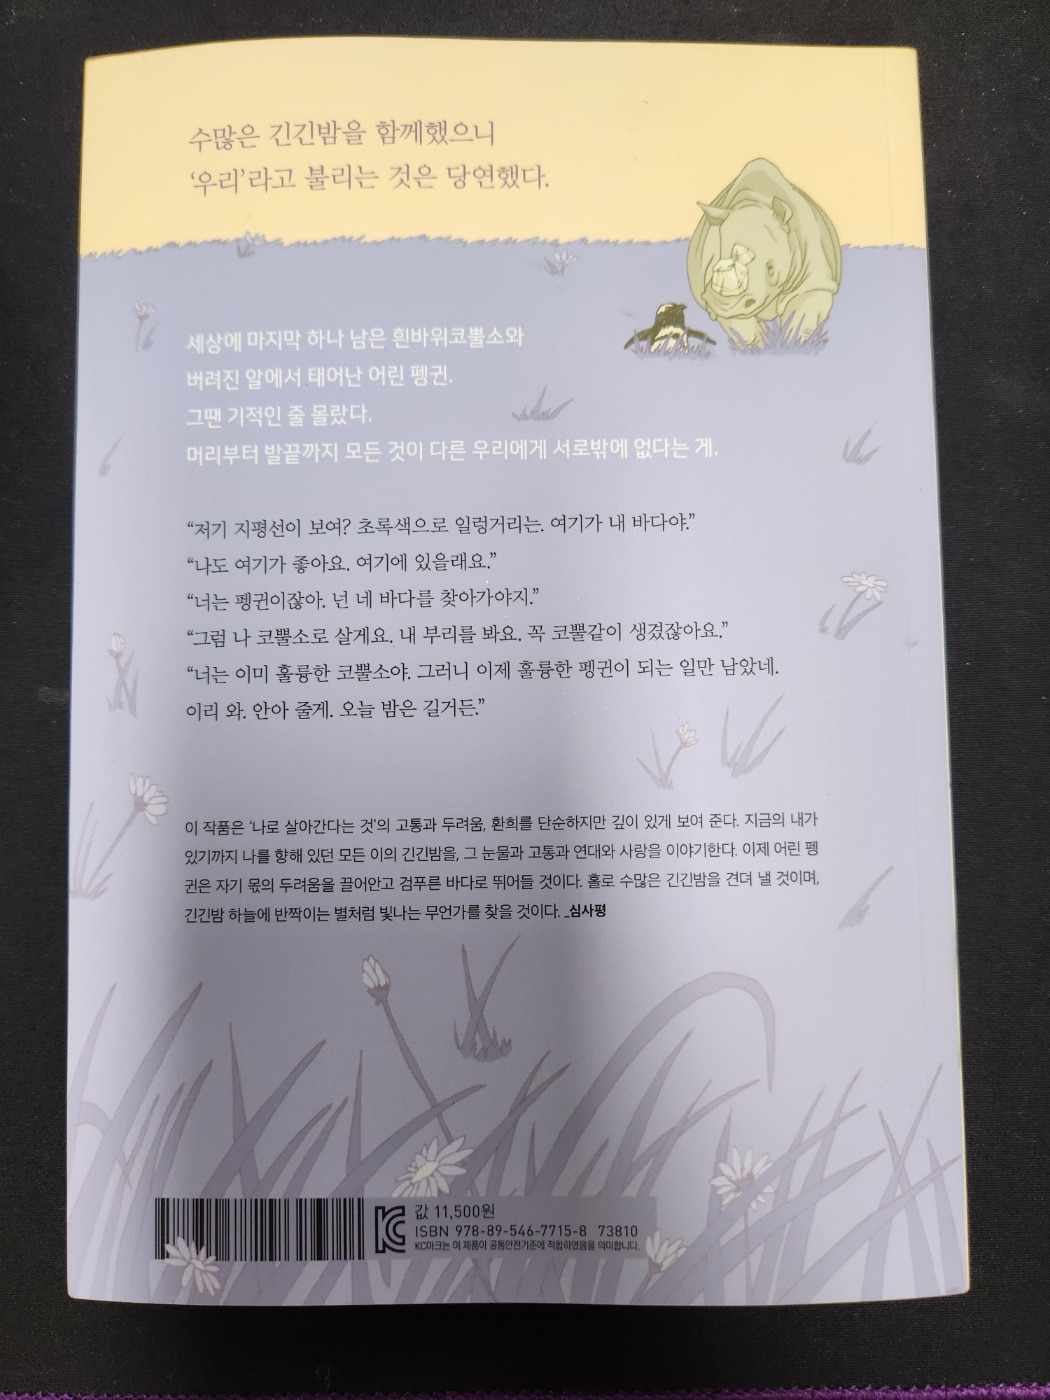 수많은 긴긴밤을 함께했으니
‘우리’라고 불리는 것은 당연했다.
세상에 마지막 하나 남은 흰바위코뿔소와
버려진 알에서 태어난 어린 펭귄.
그땐 기적인 줄 몰랐다.
머리부터 발끝까지 모든 것이 다른 우리에게 서로밖에 없다는 게.
“저기 지평선이 보여? 초록색으로 일렁거리는. 여기가 내 바다야.”
“나도 여기가 좋아요. 여기에 있을래요.”
“너는 펭귄이잖아. 넌 네 바다를 찾아가야지.”
“그럼 나 코뿔소로 살게요. 내 부리를 봐요. 꼭 코뿔같이 생겼잖아요.”
“너는 이미 훌륭한 코뿔소야. 그러니 이제 훌륭한 펭귄이 되는 일만 남았네.
이리 와. 안아 줄게. 오늘 밤은 길거든.”
이 작품은 ‘나로 살아간다는 것’의 고통과 두려움, 환희를 단순하지만 깊이 있게 보여 준다. 지금의 내가
있기까지 나를 향해 있던 모든 이의 긴긴밤을, 그 눈물과 고통과 연대와 사랑을 이야기한다. 이제 어린 펭
귄은 자기 몫의 두려움을 끌어안고 검푸른 바다로 뛰어들 것이다. 홀로 수많은 긴긴밤을 견뎌 낼 것이며,
긴긴밤 하늘에 반짝이는 별처럼 빛나는 무언가를 찾을 것이다. _심사평
값 11,500원
ISBN 978-89-546-7715-8 73810
KC마크는 이 제품이 공통안전기준에 적합하였음을 의미합니다.